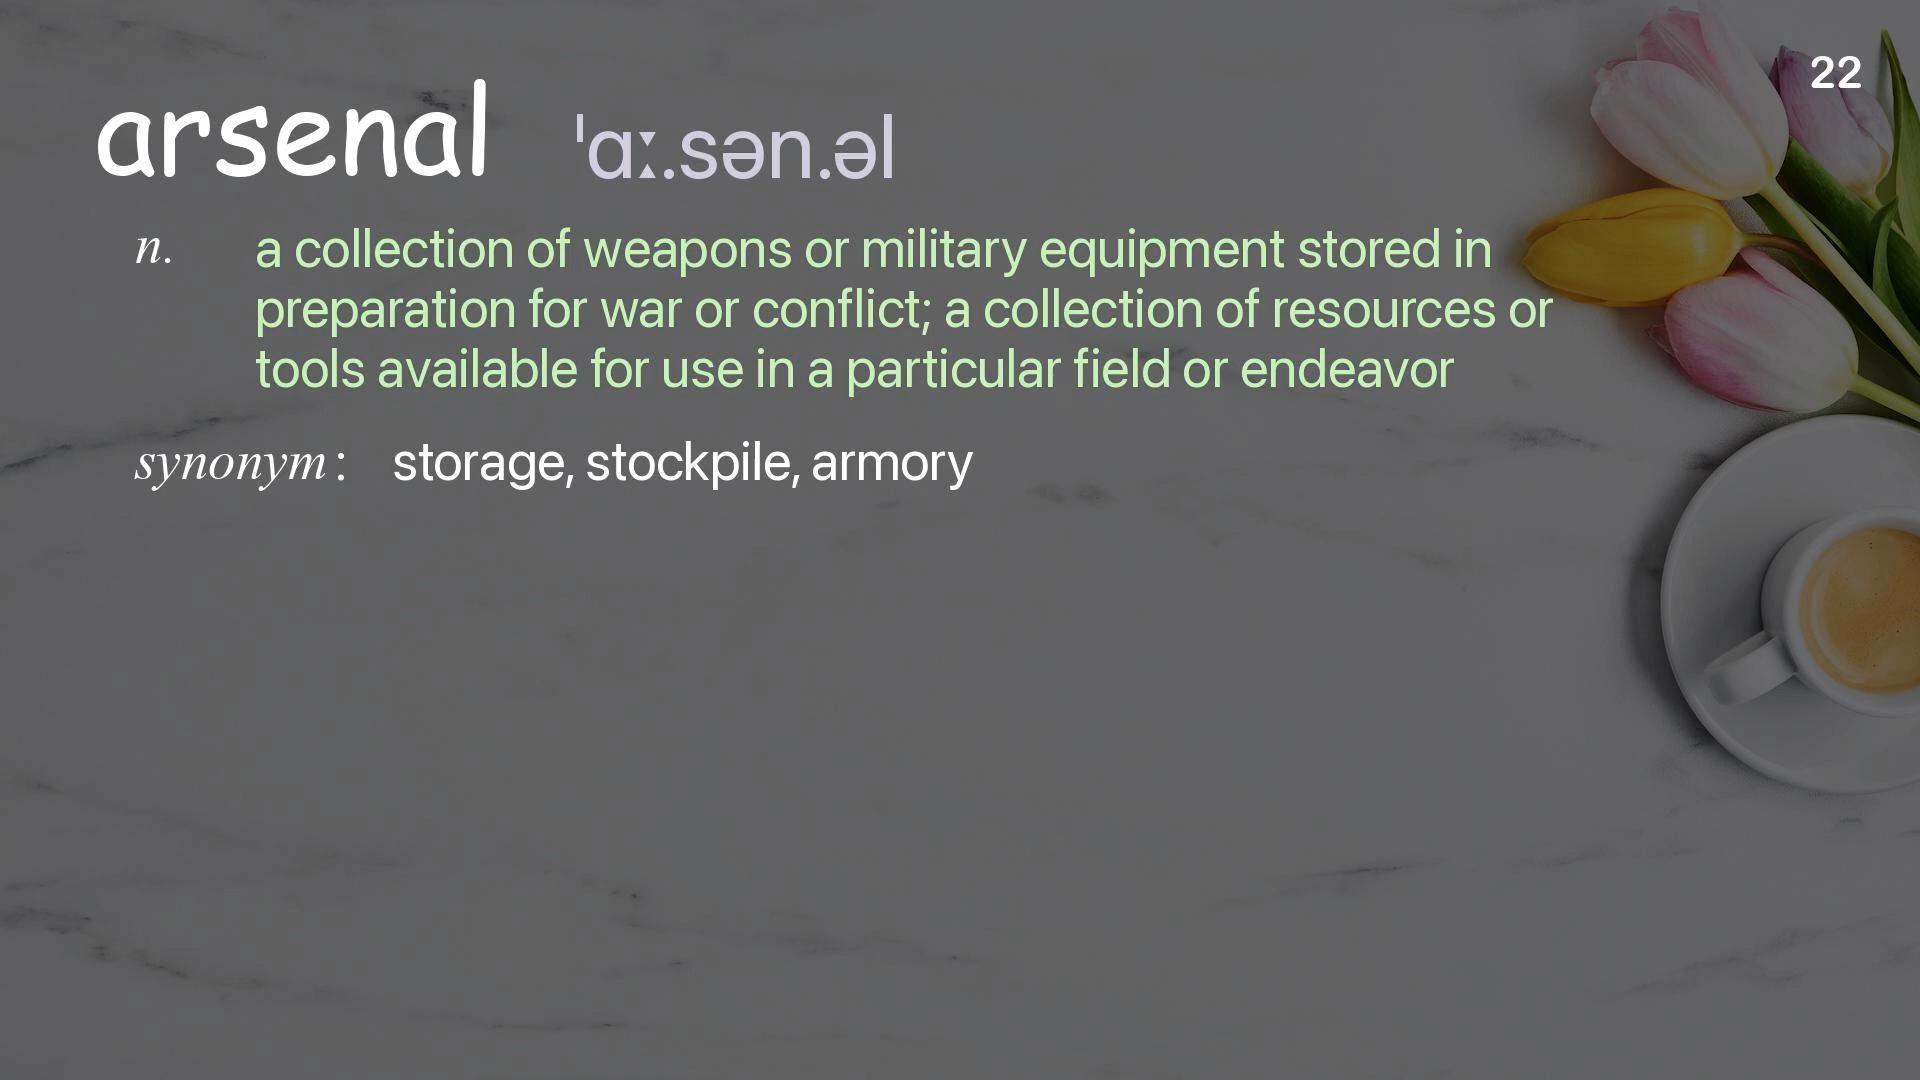 22
arsenal ˈɑː.sən.əl
n. a collection of weapons or military equipment stored in
preparation for war or conflict; a collection of resources or
tools available for use in a particular field or endeavor
synonym: storage, stockpile, armory